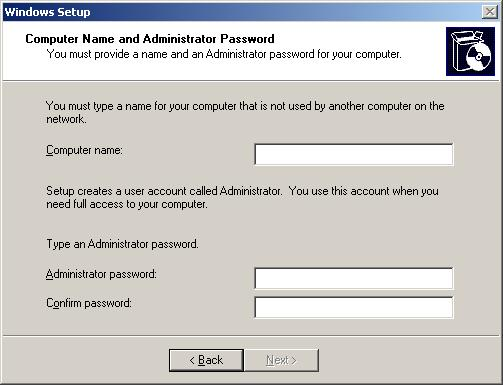 Windows Setup
Computer Name and Administrator Password
You must provide a name and an Administrator password for your computer.
You must type a name for your computer that is not used by another computer on the
network.
Computer name:
Setup creates a user account called Administrator. You use this account when you
need full access to your computer.
Type an Administrator password.
Administrator password:
Confirm password:
< Back Next >